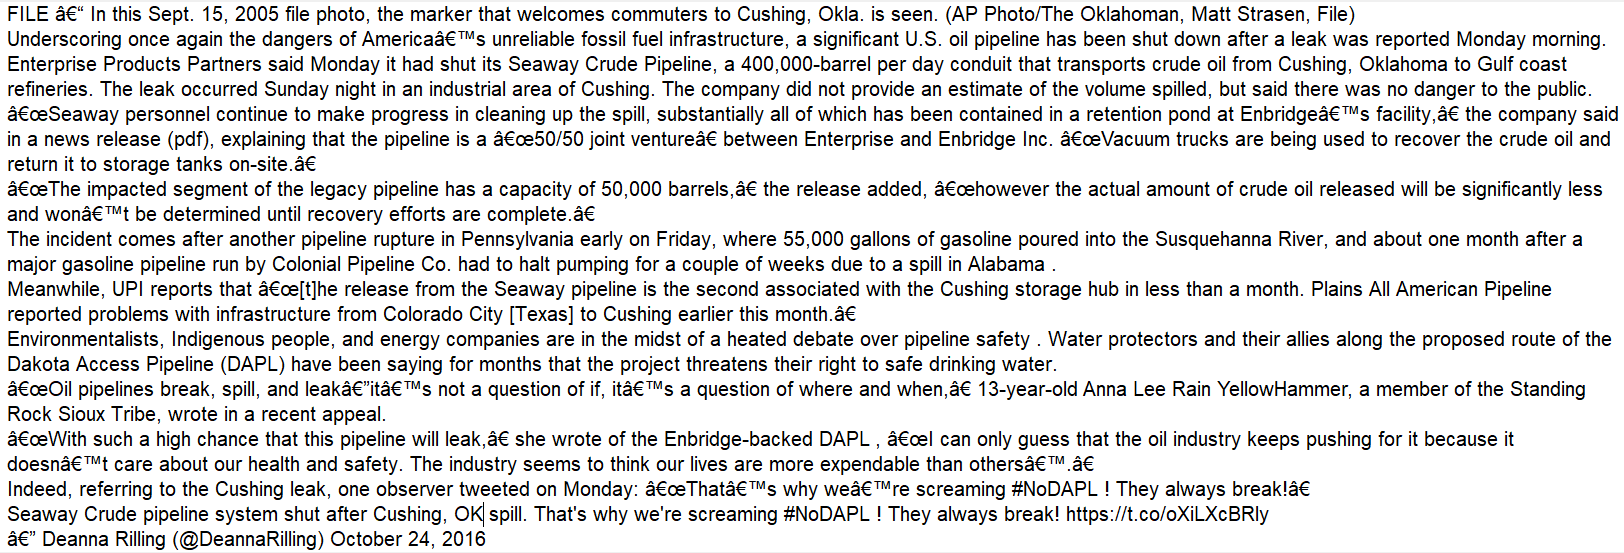 FILE â€“ In this Sept. 15, 2005 file photo, the marker that welcomes commuters to Cushing, Okla. is seen. (AP Photo/The Oklahoman, Matt Strasen, File)
Underscoring once again the dangers of Americaâ€™s unreliable fossil fuel infrastructure, a significant U.S. oil pipeline has been shut down after a leak was reported Monday morning.
Enterprise Products Partners said Monday it had shut its Seaway Crude Pipeline, a 400,000-barrel per day conduit that transports crude oil from Cushing, Oklahoma to Gulf coast
refineries. The leak occurred Sunday night in an industrial area of Cushing. The company did not provide an estimate of the volume spilled, but said there was no danger to the public.
â€œSeaway personnel continue to make progress in cleaning up the spill, substantially all of which has been contained in a retention pond at Enbridgeâ€™s facility,â€ the company said
in a news release (pdf), explaining that the pipeline is a â€œ50/50 joint ventureâ€ between Enterprise and Enbridge Inc. â€œVacuum trucks are being used to recover the crude oil and
return it to storage tanks on-site.â€
â€œThe impacted segment of the legacy pipeline has a capacity of 50,000 barrels,â€ the release added, â€œhowever the actual amount of crude oil released will be significantly less
and wonâ€™t be determined until recovery efforts are complete.â€
The incident comes after another pipeline rupture in Pennsylvania early on Friday, where 55,000 gallons of gasoline poured into the Susquehanna River, and about one month after a
major gasoline pipeline run by Colonial Pipeline Co. had to halt pumping for a couple of weeks due to a spill in Alabama .
Meanwhile, UPI reports that â€œ[t]he release from the Seaway pipeline is the second associated with the Cushing storage hub in less than a month. Plains All American Pipeline
reported problems with infrastructure from Colorado City [Texas] to Cushing earlier this month.â€
Environmentalists, Indigenous people, and energy companies are in the midst of a heated debate over pipeline safety . Water protectors and their allies along the proposed route of the
Dakota Access Pipeline (DAPL) have been saying for months that the project threatens their right to safe drinking water.
â€œOil pipelines break, spill, and leakâ€”itâ€™s not a question of if, itâ€™s a question of where and when,â€ 13-year-old Anna Lee Rain YellowHammer, a member of the Standing
Rock Sioux Tribe, wrote in a recent appeal.
â€œWith such a high chance that this pipeline will leak,â€ she wrote of the Enbridge-backed DAPL , â€œI can only guess that the oil industry keeps pushing for it because it
doesnâ€™t care about our health and safety. The industry seems to think our lives are more expendable than othersâ€™.â€
Indeed, referring to the Cushing leak, one observer tweeted on Monday: â€œThatâ€™s why weâ€™re screaming #NoDAPL ! They always break!â€
Seaway Crude pipeline system shut after Cushing, OK spill. That's why we're screaming #NoDAPL ! They always break! https://t.co/oXiLXcBRly
â€” Deanna Rilling (@DeannaRilling) October 24, 2016